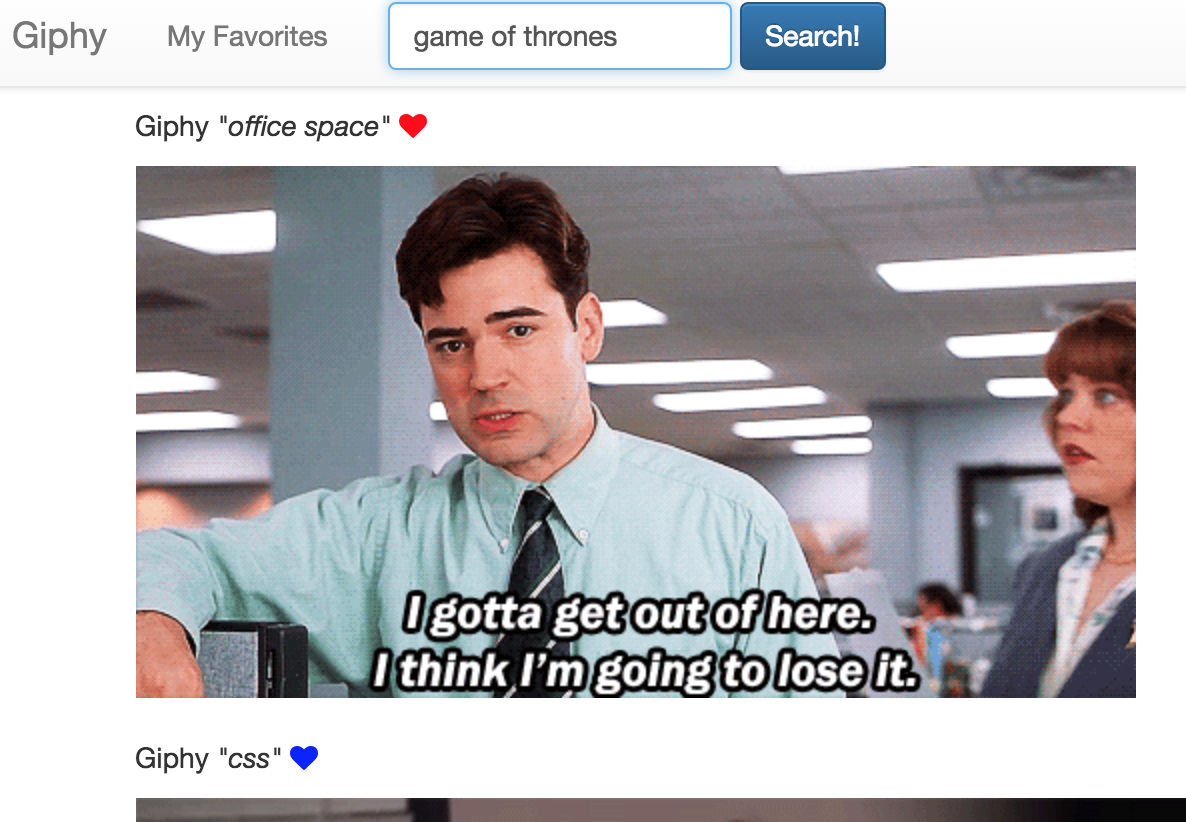 Giphy My Favorites game of thrones Search!
Giphy "office space"
I gotta get out of here.
I think I'm going to lose it.
Giphy "css"